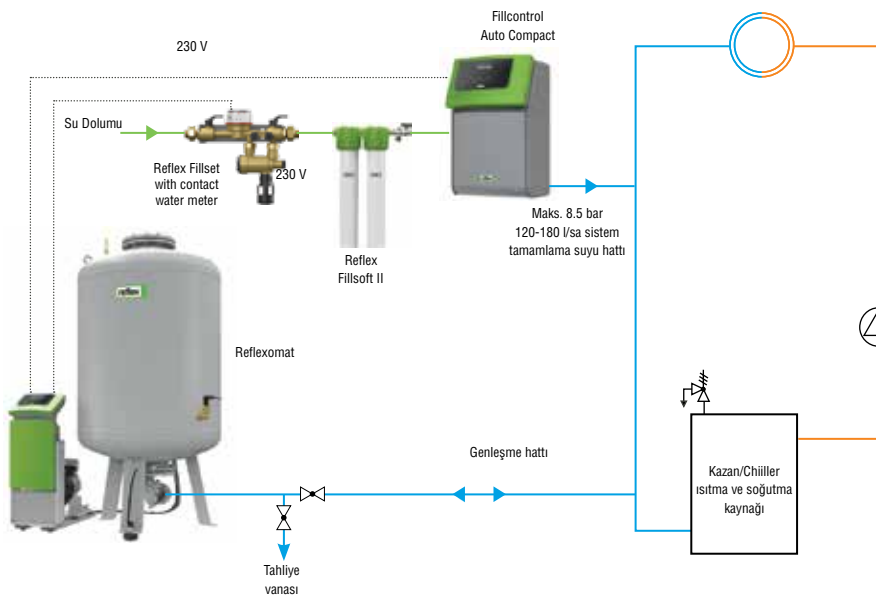 Fillcontrol
Auto Compact
230 V
Su Dolumu
Reflex Fillset
with contact
water meter
230 V
Reflex
Fillsoft II
Maks. 8.5 bar
120-180 l/sa sistem
tamamlama suyu hattı
reflex
Reflexomat
Genleşme hattı
Kazan/Chiiller
ısıtma ve soğutma
kaynağı
Tahliye
vanası